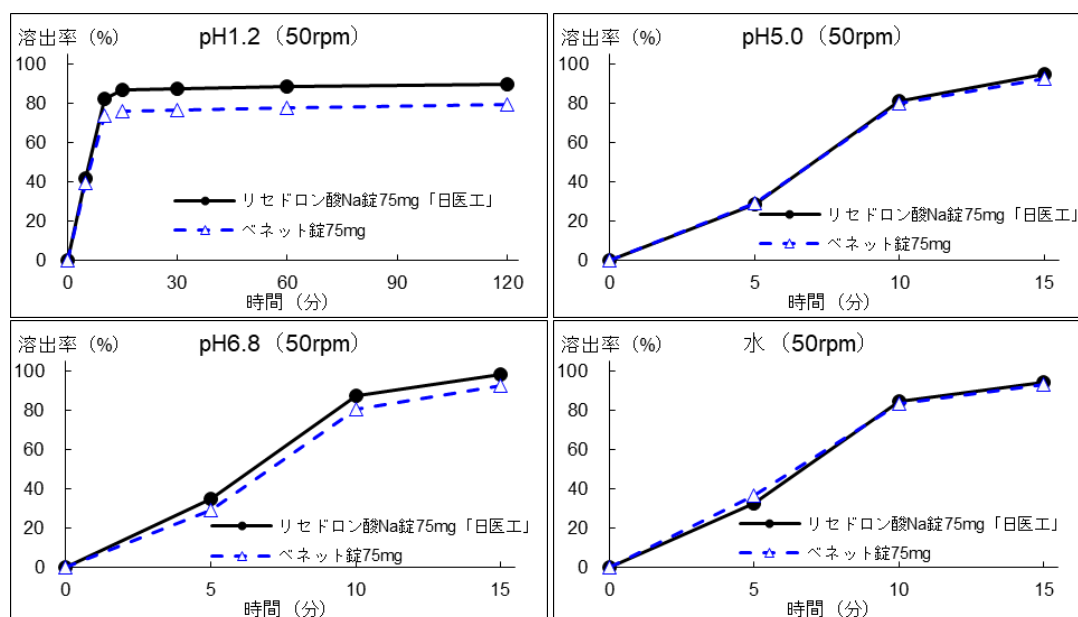 溶出率（%） pH1.2（50rpm）
100
80
60
40
20
0
リセドロン酸Na錠75mg「日医工」
ベネット錠75mg
0 30 60 90 120
時間（分）
溶出率（%） pH5.0（50rpm）
100
80
60
40
20
0
リセドロン酸Na錠75mg「日医工」
ベネット錠75mg
0 5 10 15
時間（分）
溶出率（%） pH6.8（50rpm）
100
80
60
40
20
0
リセドロン酸Na錠75mg「日医工」
ベネット錠75mg
0 5 10 15
時間（分）
溶出率（%） 水（50rpm）
100
80
60
40
20
0
リセドロン酸Na錠75mg「日医工」
ベネット錠75mg
0 5 10 15
時間（分）